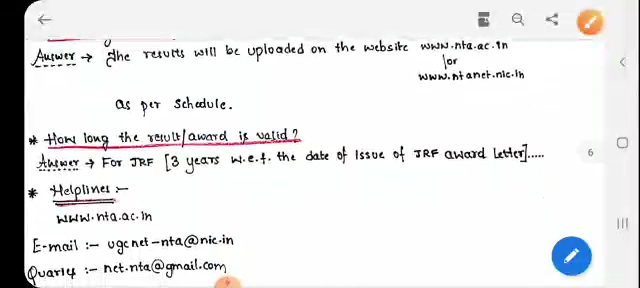 Answer → The results will be uploaded on the website www.nta.ac.in
/or
www.ntanet.nic.in
as per schedule.
* How long the result/award is valid?
Answer → For JRF [3 years w.e.f. the date of Issue of JRF award Letter].....
6
* Helplines :-
www.nta.ac.in
E-mail :- ugcnet-nta@nic.in
Quaries :- net.nta@gmail.com